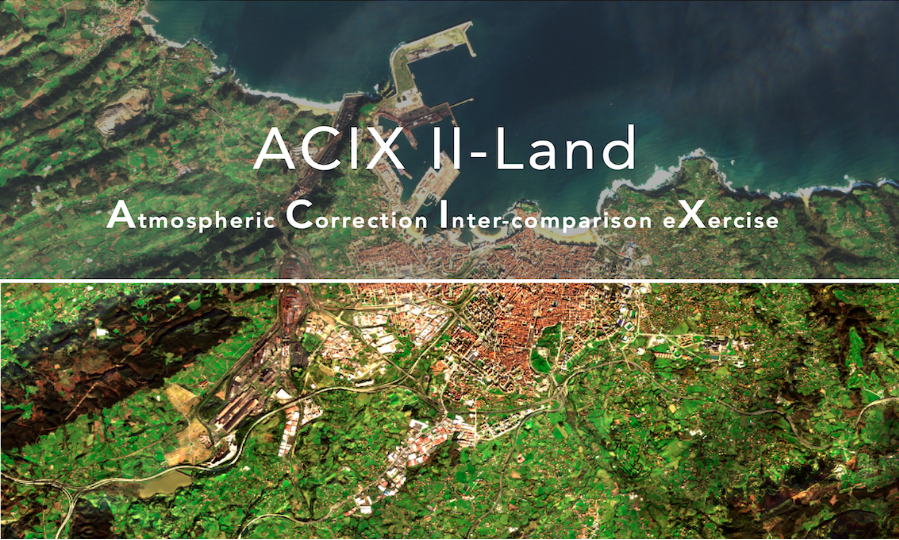 ACIX II-Land
Atmospheric Correction Inter-comparison eXercise